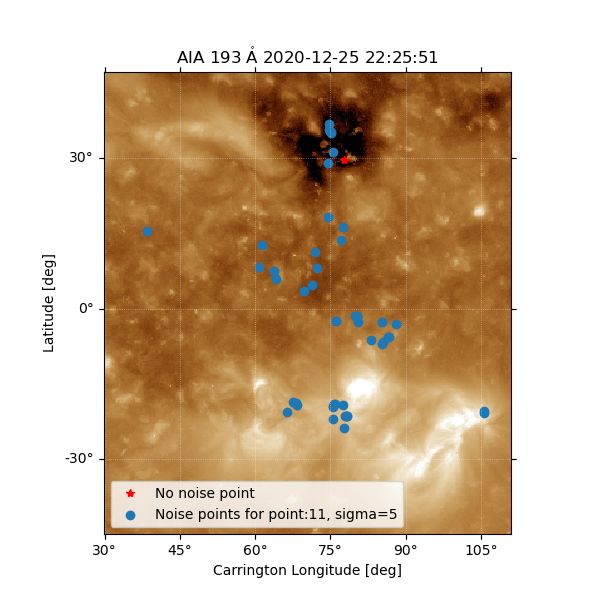 AIA 193 Å 2020-12-25 22:25:51
30°
0°
-30°
Latitude [deg]
No noise point
Noise points for point:11, sigma=5
30° 45° 60° 75° 90° 105°
Carrington Longitude [deg]